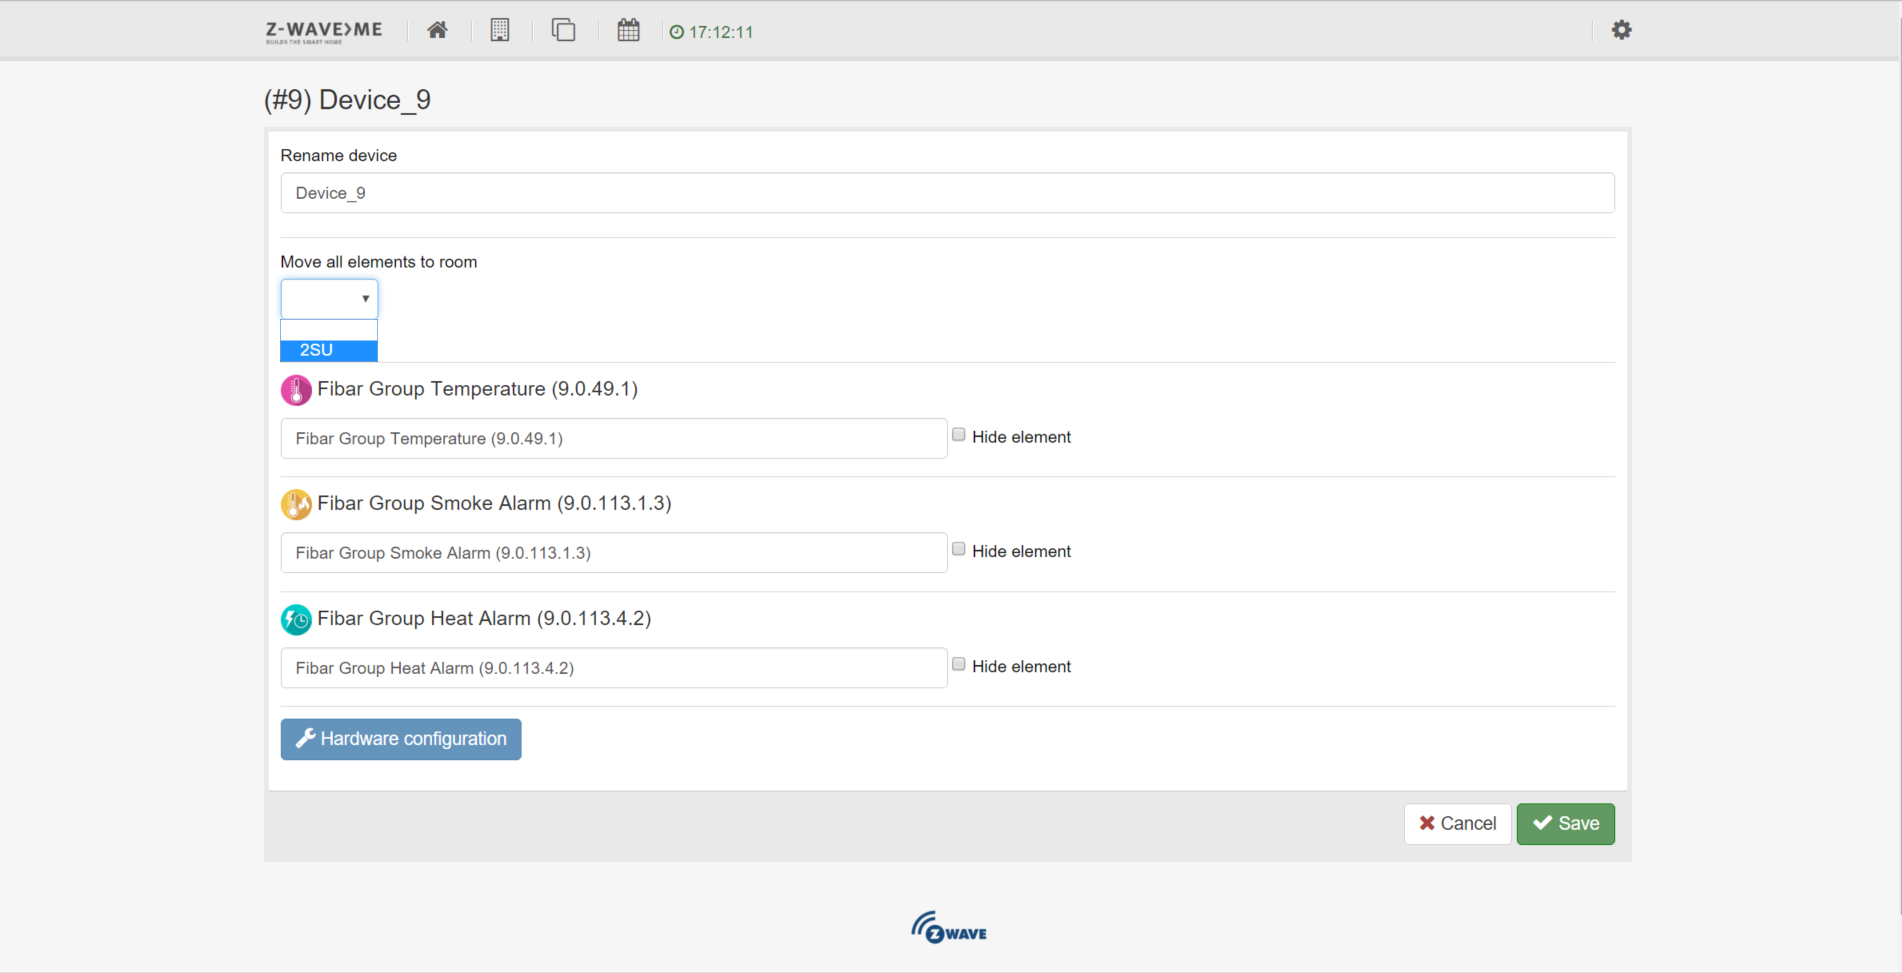 Z-WAVE>ME
BUILDS THE SMART HOME
17:12:11
(#9) Device_9
Rename device
Device_9
Move all elements to room
2SU
Fibar Group Temperature (9.0.49.1)
Fibar Group Temperature (9.0.49.1)
Hide element
Fibar Group Smoke Alarm (9.0.113.1.3)
Fibar Group Smoke Alarm (9.0.113.1.3)
Hide element
Fibar Group Heat Alarm (9.0.113.4.2)
Fibar Group Heat Alarm (9.0.113.4.2)
Hide element
Hardware configuration
Cancel
Save
Z WAVE